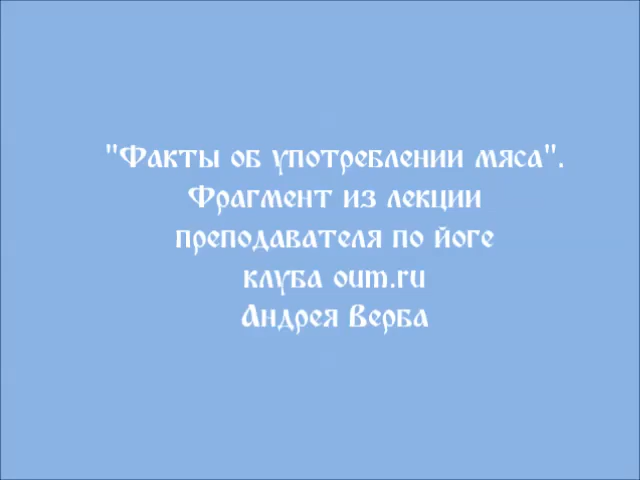 "Факты об употреблении мяса".
Фрагмент из лекции
преподавателя по йоге
клуба oum.ru
Андрея Верба